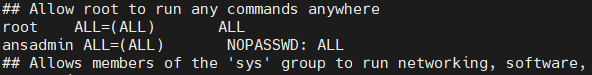 ## Allow root to run any commands anywhere
root    ALL=(ALL)       ALL
ansadmin ALL=(ALL)       NOPASSWD: ALL
## Allows members of the 'sys' group to run networking, software,